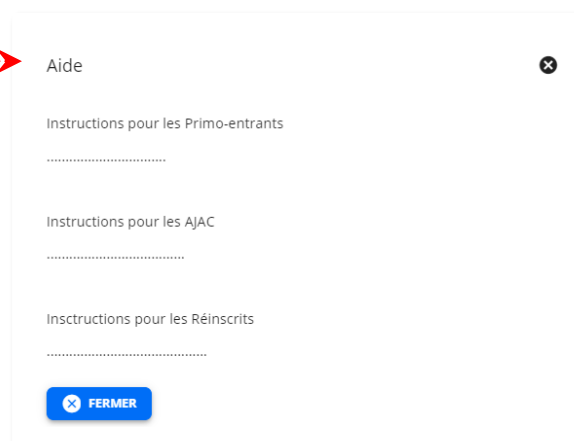 Aide
Instructions pour les Primo-entrants
................................
Instructions pour les AJAC
.....................................
Insctructions pour les Réinscrits
...........................................
FERMER